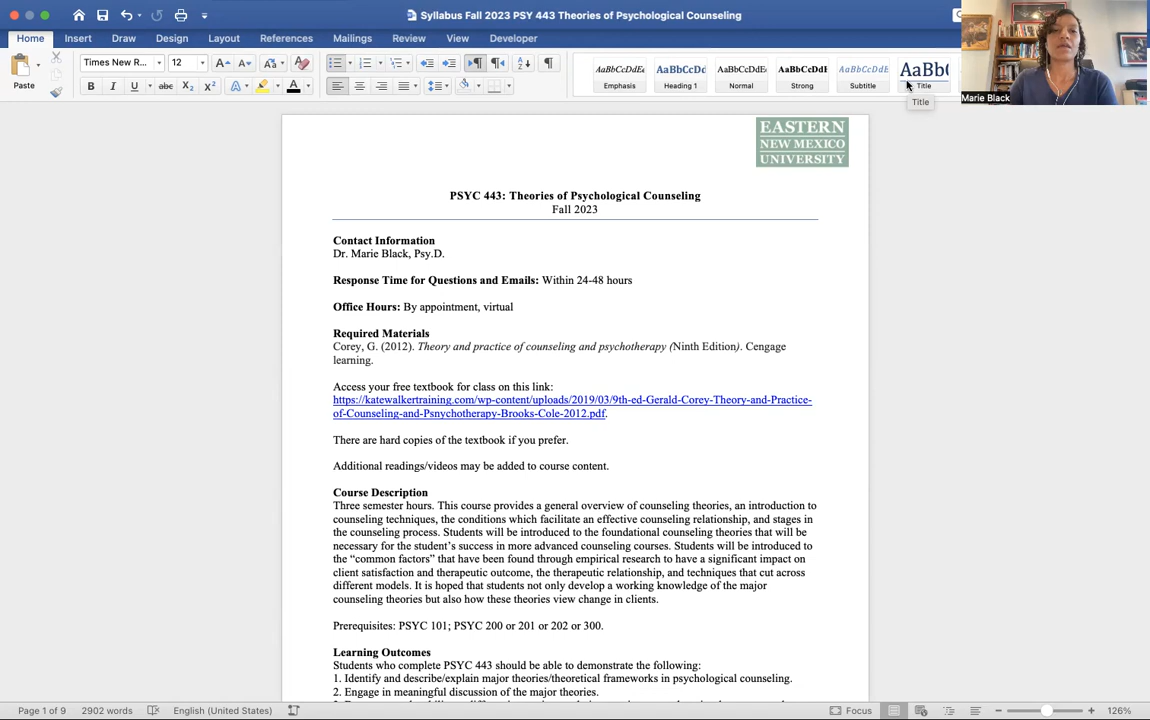 Syllabus Fall 2023 PSY 443 Theories of Psychological Counseling
Home Insert Draw Design Layout References Mailings Review View Developer
Paste
Times New R... 12
AaBbCcDdEe AaBbCcDc AaBbCcDdEe AaBbCcDdE AaBbCcDdE AaBb(
Emphasis Heading 1 Normal Strong Subtitle Title
Title
Marie Black
EASTERN
NEW MEXICO
UNIVERSITY
PSYC 443: Theories of Psychological Counseling
Fall 2023
Contact Information
Dr. Marie Black, Psy.D.
Response Time for Questions and Emails: Within 24-48 hours
Office Hours: By appointment, virtual
Required Materials
Corey, G. (2012). Theory and practice of counseling and psychotherapy (Ninth Edition). Cengage
learning.
Access your free textbook for class on this link:
https://katewalkertraining.com/wp-content/uploads/2019/03/9th-ed-Gerald-Corey-Theory-and-Practice-
of-Counseling-and-Psnychotherapy-Brooks-Cole-2012.pdf.
There are hard copies of the textbook if you prefer.
Additional readings/videos may be added to course content.
Course Description
Three semester hours. This course provides a general overview of counseling theories, an introduction to
counseling techniques, the conditions which facilitate an effective counseling relationship, and stages in
the counseling process. Students will be introduced to the foundational counseling theories that will be
necessary for the student's success in more advanced counseling courses. Students will be introduced to
the “common factors” that have been found through empirical research to have a significant impact on
client satisfaction and therapeutic outcome, the therapeutic relationship, and techniques that cut across
different models. It is hoped that students not only develop a working knowledge of the major
counseling theories but also how these theories view change in clients.
Prerequisites: PSYC 101; PSYC 200 or 201 or 202 or 300.
Learning Outcomes
Students who complete PSYC 443 should be able to demonstrate the following:
1. Identify and describe/explain major theories/theoretical frameworks in psychological counseling.
2. Engage in meaningful discussion of the major theories.
Page 1 of 9 2902 words English (United States) Focus 126%